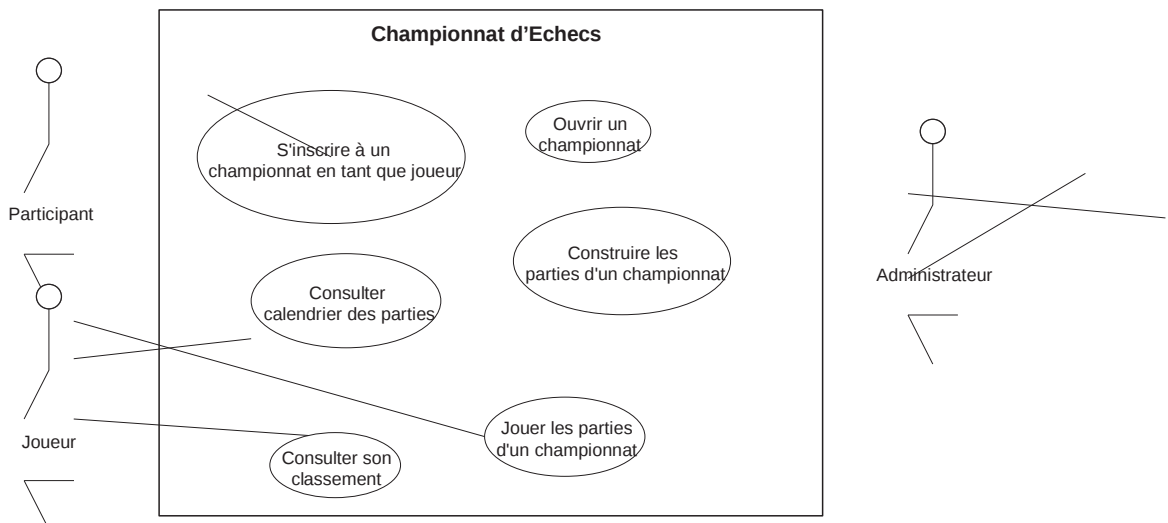 Championnat d'Echecs
Participant
S'inscrire à un
championnat en tant que joueur
Ouvrir un
championnat
Construire les
parties d'un championnat
Administrateur
Consulter
calendrier des parties
Joueur
Jouer les parties
d'un championnat
Consulter son
classement